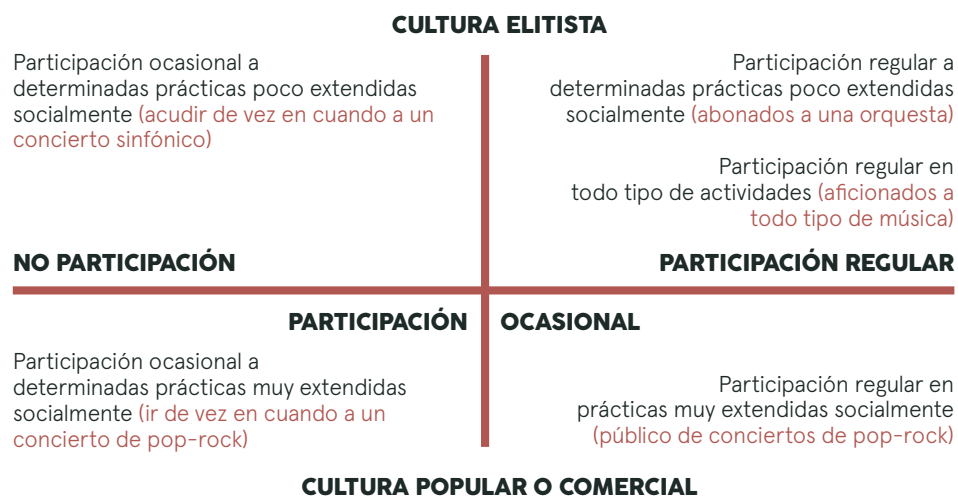 CULTURA ELITISTA
Participación ocasional a
determinadas prácticas poco extendidas
socialmente (acudir de vez en cuando a un
concierto sinfónico)
Participación regular a
determinadas prácticas poco extendidas
socialmente (abonados a una orquesta)
Participación regular en
todo tipo de actividades (aficionados a
todo tipo de música)
NO PARTICIPACIÓN
PARTICIPACIÓN REGULAR
PARTICIPACIÓN OCASIONAL
Participación ocasional a
determinadas prácticas muy extendidas
socialmente (ir de vez en cuando a un
concierto de pop-rock)
Participación regular en
prácticas muy extendidas socialmente
(público de conciertos de pop-rock)
CULTURA POPULAR O COMERCIAL